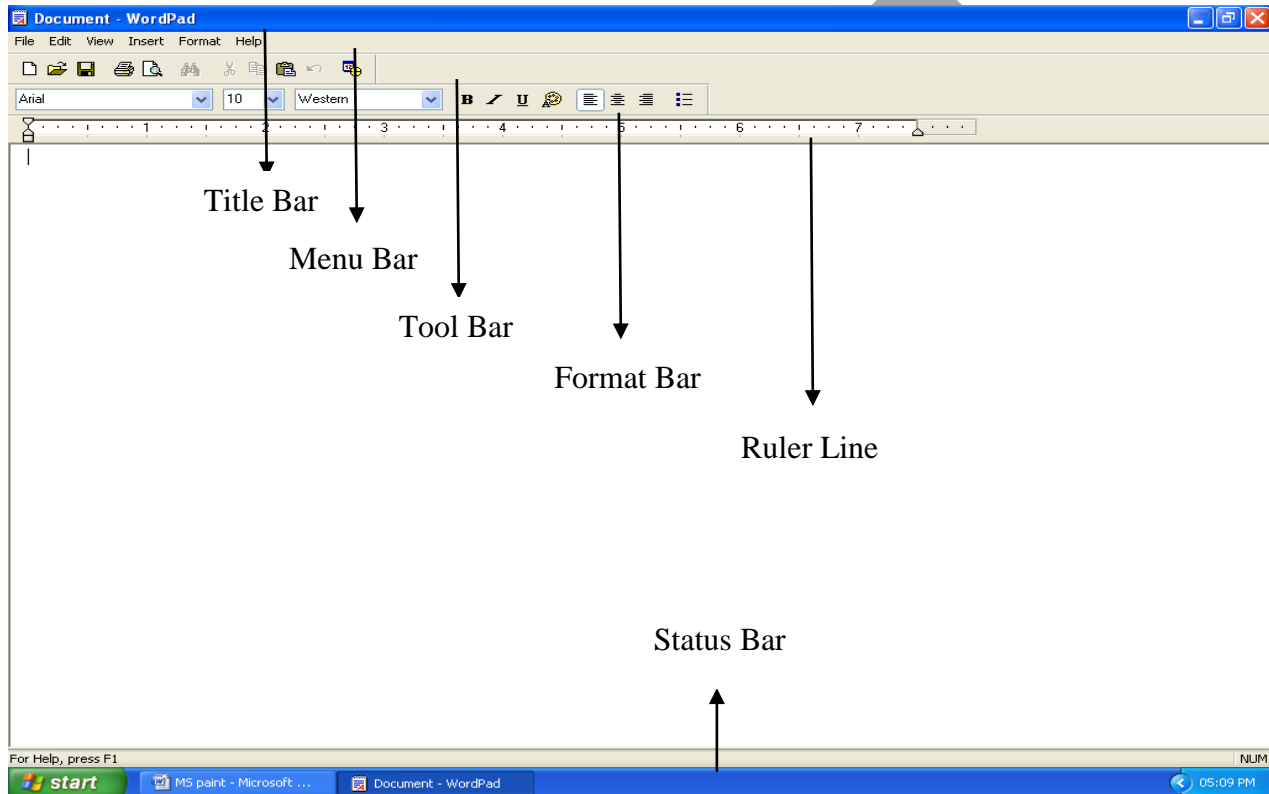 Document - WordPad
File Edit View Insert Format Help
Arial 10 Western B I U
1 2 3 4 5 6 7
Title Bar
Menu Bar
Tool Bar
Format Bar
Ruler Line
Status Bar
For Help, press F1 NUM
start MS paint - Microsoft ... Document - WordPad 05:09 PM